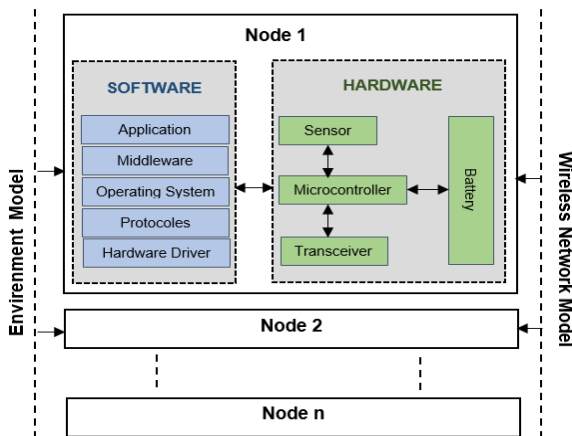 Node 1
SOFTWARE
Application
Middleware
Operating System
Protocoles
Hardware Driver
HARDWARE
Sensor
Microcontroller
Transceiver
Battery
Envirenment Model
Wireless Network Model
Node 2
Node n